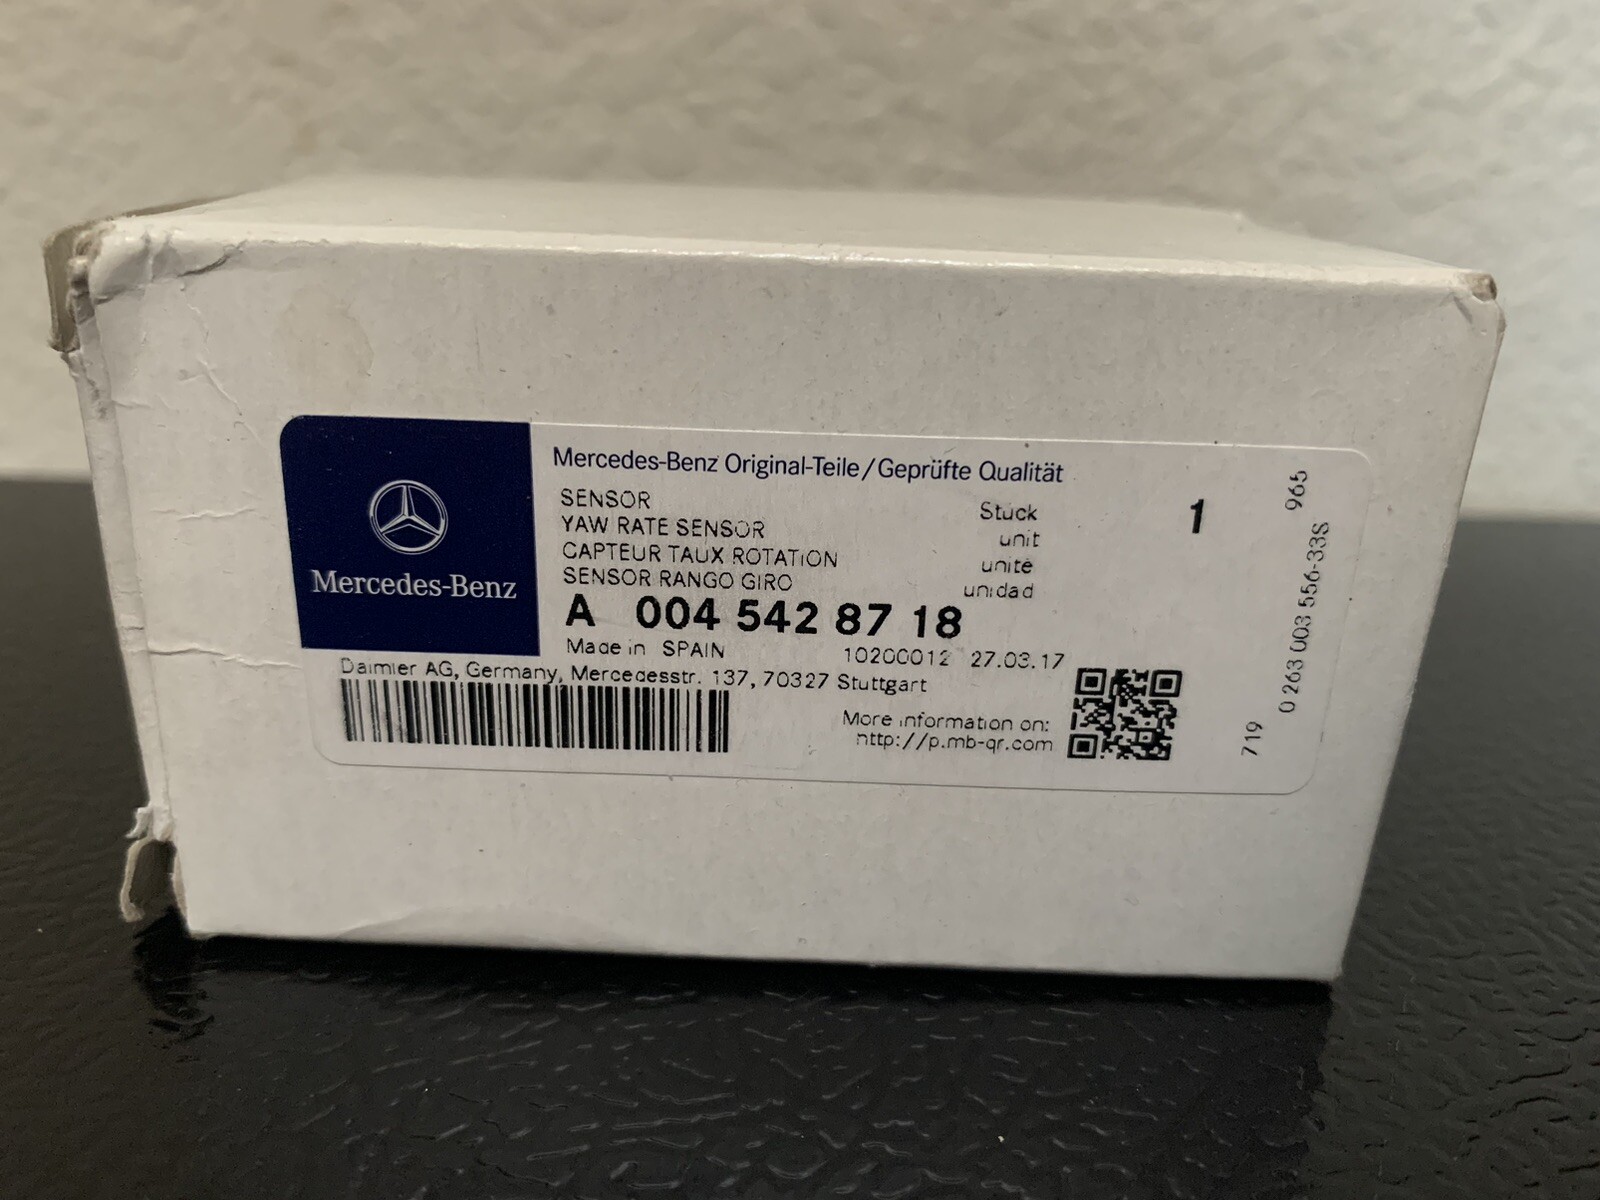 Mercedes-Benz
Mercedes-Benz Original-Teile/Geprüfte Qualität
SENSOR
YAW RATE SENSOR
CAPTEUR TAUX ROTATION
SENSOR RANGO GIRO
Stück
unit
unité
unidad
1
A 004 542 87 18
Made in SPAIN
10200012 27.03.17
Daimler AG, Germany, Mercedesstr. 137, 70327 Stuttgart
More information on:
http://p.mb-qr.com
719
0 263 003 556-33S
965